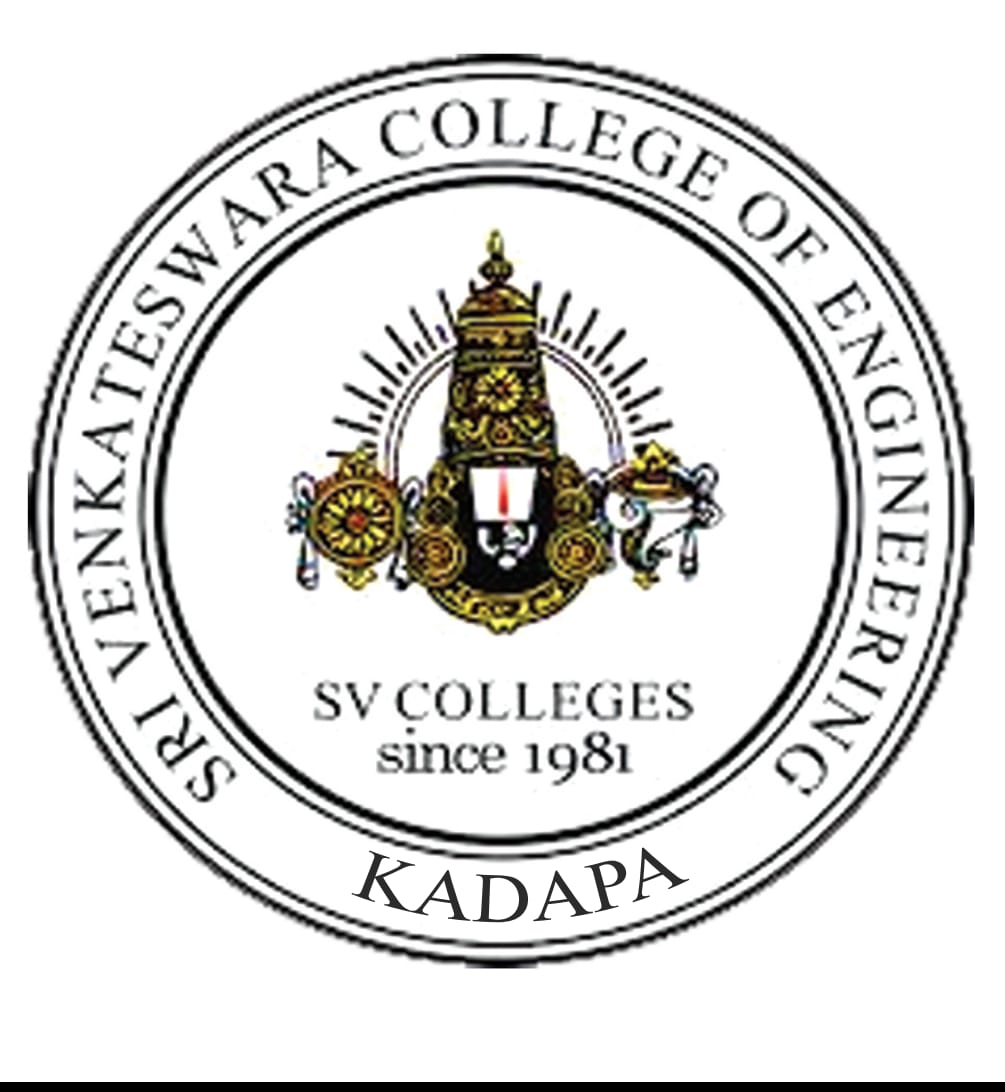 SRI VENKATESWARA COLLEGE OF ENGINEERING
SV COLLEGES
since 1981
KADAPA